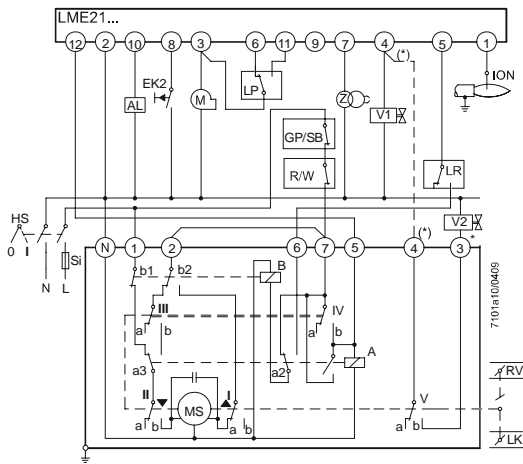 LME21...
12 2 10 8 3 6 11 9 7 4 5 1
(*)
EK2
ION
AL
M
LP
Z
V1
GP/SB
R/W
LR
HS
V2
*
0 I
Si
N 1 2 6 7 5 4 (*) 3
N L
b1 b2
B
III
IV
a b
a b
A
a3
a2
RV
II
I
V
MS
a b
a b
a b
LK
7101a10/0409